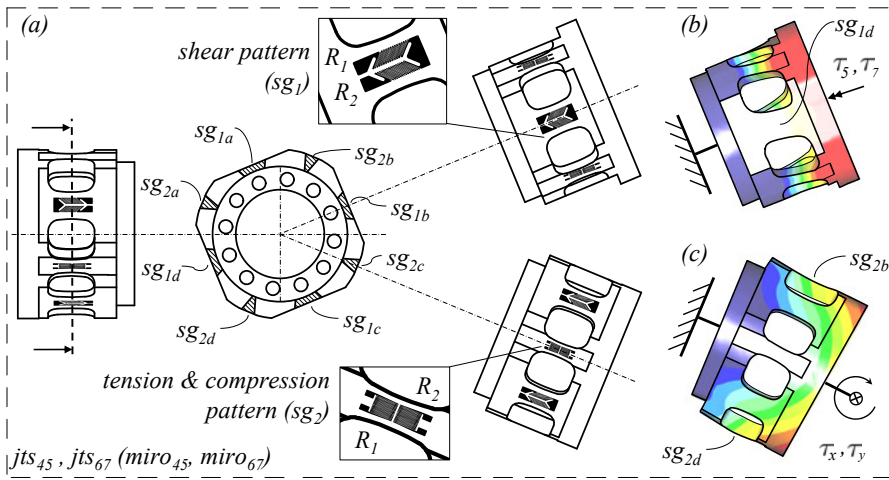 (a)
shear pattern
(sg1)
R1
R2
sg1a
sg2b
sg2a
sg1b
sg1d
sg2c
sg2d
sg1c
tension & compression
pattern (sg2)
R2
R1
jts45 , jts67 (miro45, miro67)
(b)
sg1d
τ5 , τ7
(c)
sg2b
sg2d
τx , τy